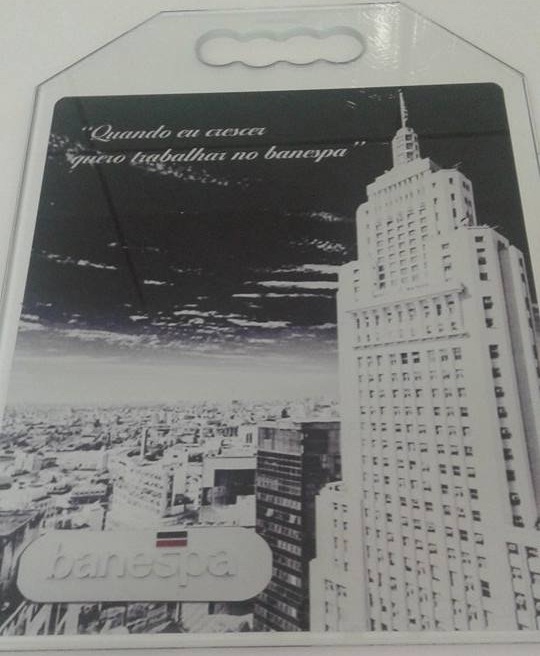 “Quando eu crescer
quero trabalhar no banespa”
banespa